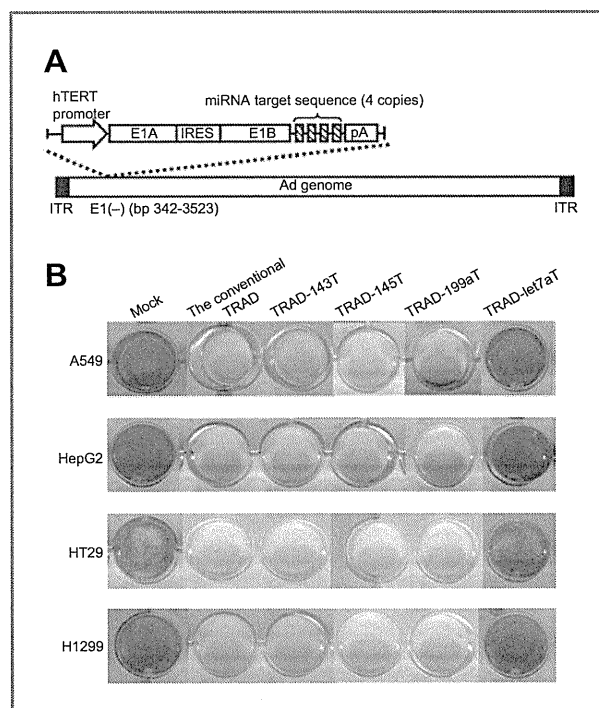 A
hTERT
promoter
miRNA target sequence (4 copies)
E1A
IRES
E1B
pA
Ad genome
ITR
E1(–) (bp 342-3523)
ITR
B
Mock
The conventional
TRAD
TRAD-143T
TRAD-145T
TRAD-199aT
TRAD-let7aT
A549
HepG2
HT29
H1299